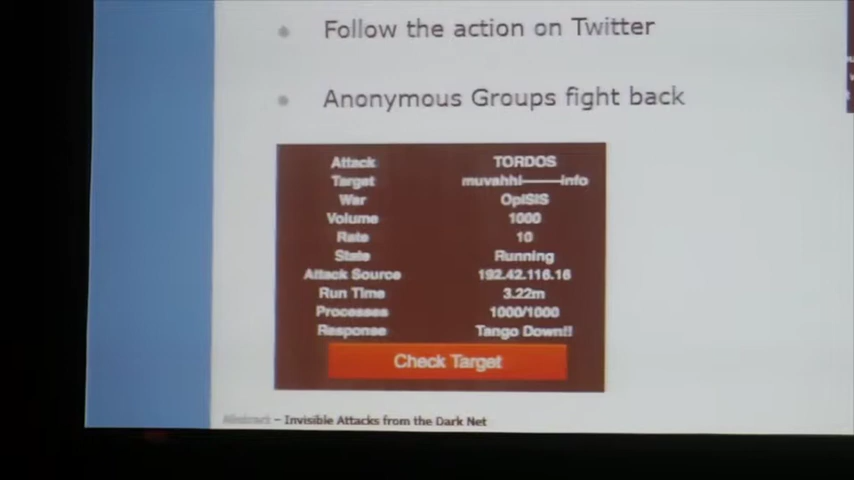 Follow the action on Twitter
Anonymous Groups fight back
Attack TORDOS
Target muvahhi———info
War OpISIS
Volume 1000
Rate 10
State Running
Attack Source 192.42.116.16
Run Time 3.22m
Processes 1000/1000
Response Tango Down!!
Check Target
– Invisible Attacks from the Dark Net